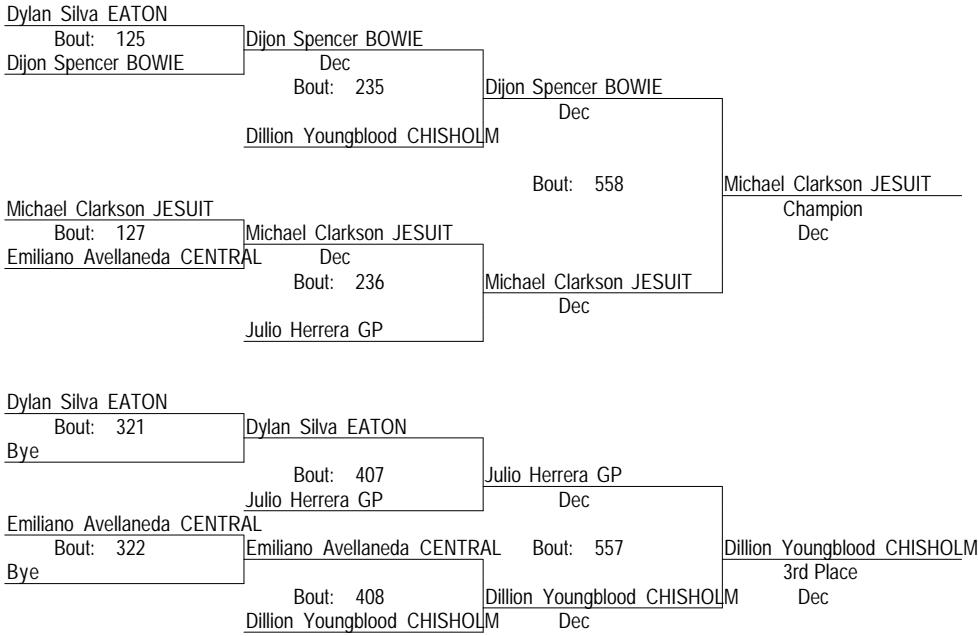 Dylan Silva EATON
Bout: 125
Dijon Spencer BOWIE
Dijon Spencer BOWIE
Dec
Bout: 235
Dillion Youngblood CHISHOLM
Dijon Spencer BOWIE
Dec
Bout: 558
Michael Clarkson JESUIT
Champion
Dec
Michael Clarkson JESUIT
Bout: 127
Emiliano Avellaneda CENTRAL
Michael Clarkson JESUIT
Dec
Bout: 236
Julio Herrera GP
Michael Clarkson JESUIT
Dec
Dylan Silva EATON
Bout: 321
Bye
Dylan Silva EATON
Bout: 407
Julio Herrera GP
Julio Herrera GP
Dec
Emiliano Avellaneda CENTRAL
Bout: 322
Bye
Emiliano Avellaneda CENTRAL
Bout: 408
Dillion Youngblood CHISHOLM
Bout: 557
Dillion Youngblood CHISHOLM
Dec
Dillion Youngblood CHISHOLM
3rd Place
Dec